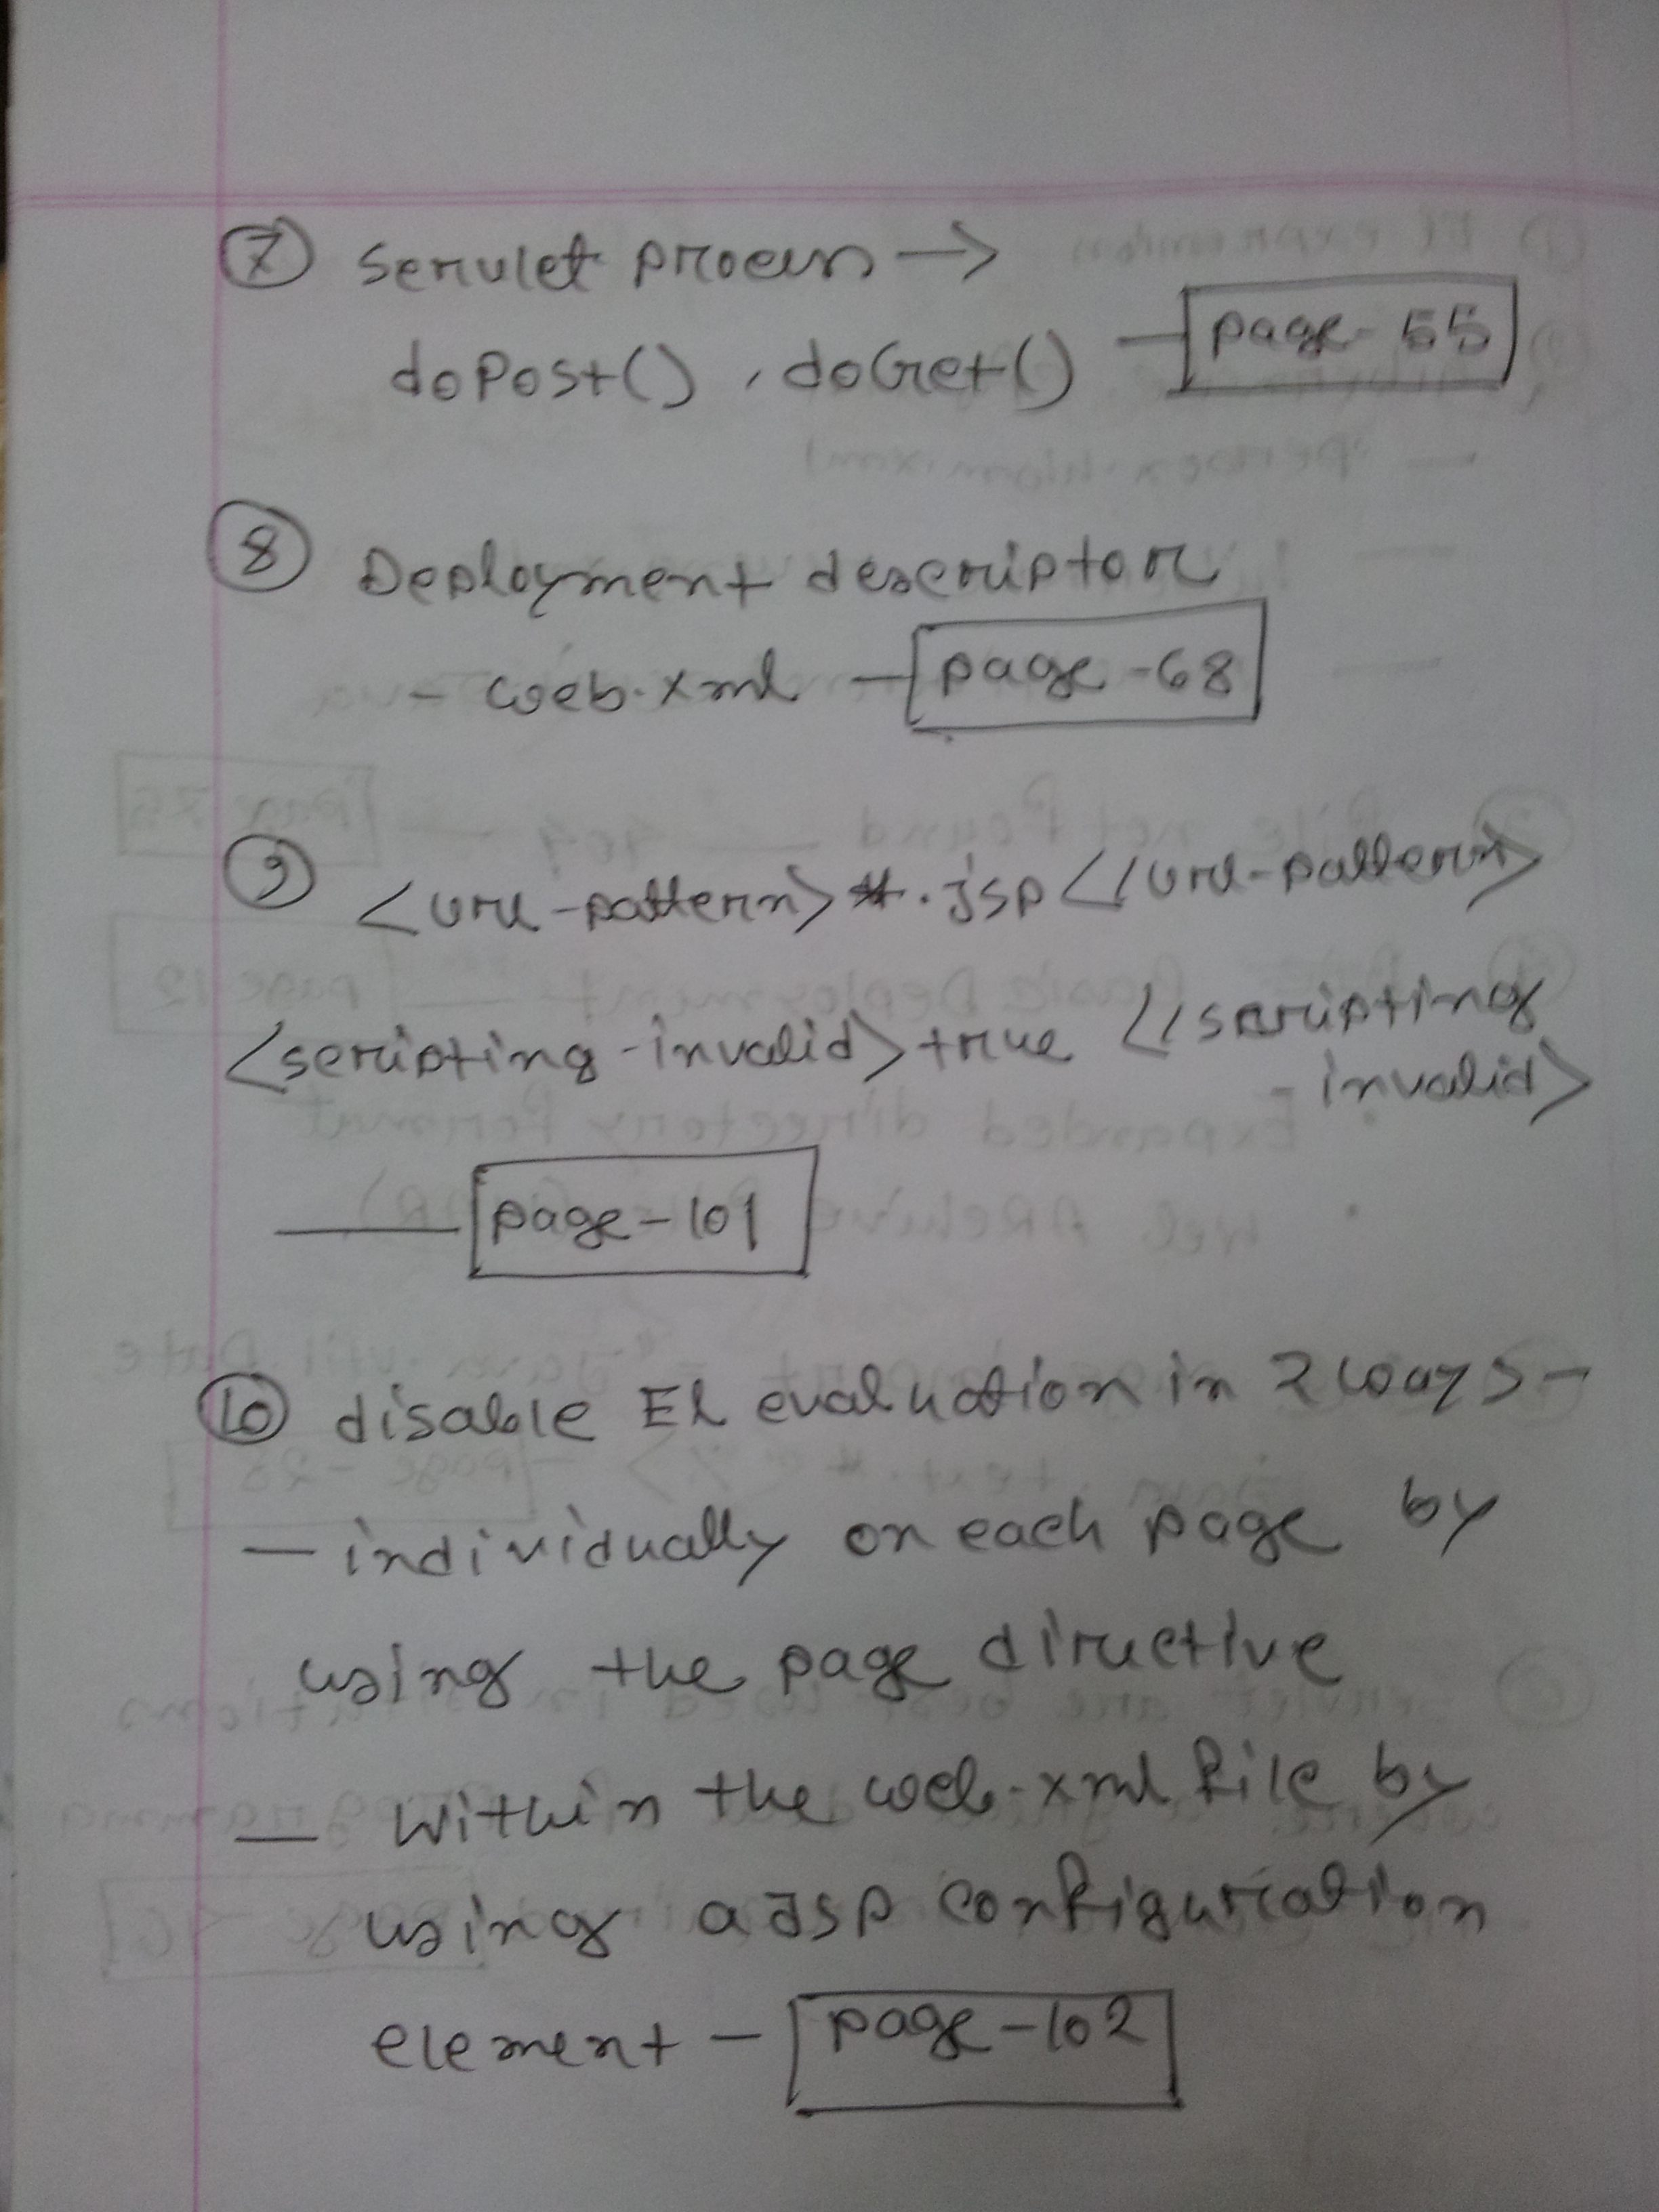 7 Servlet process →
doPost(), doGet() — page-55
8 Deployment descriptor
- web.xml — page-68
9 <url-pattern>*.jsp</url-pattern>
<scripting-invalid>true</scripting
-invalid>
— page-101
10 disable EL evaluation in 2 ways -
— individually on each page by
using the page directive
— Within the web.xml file by
using a JSP configuration
element — page-102